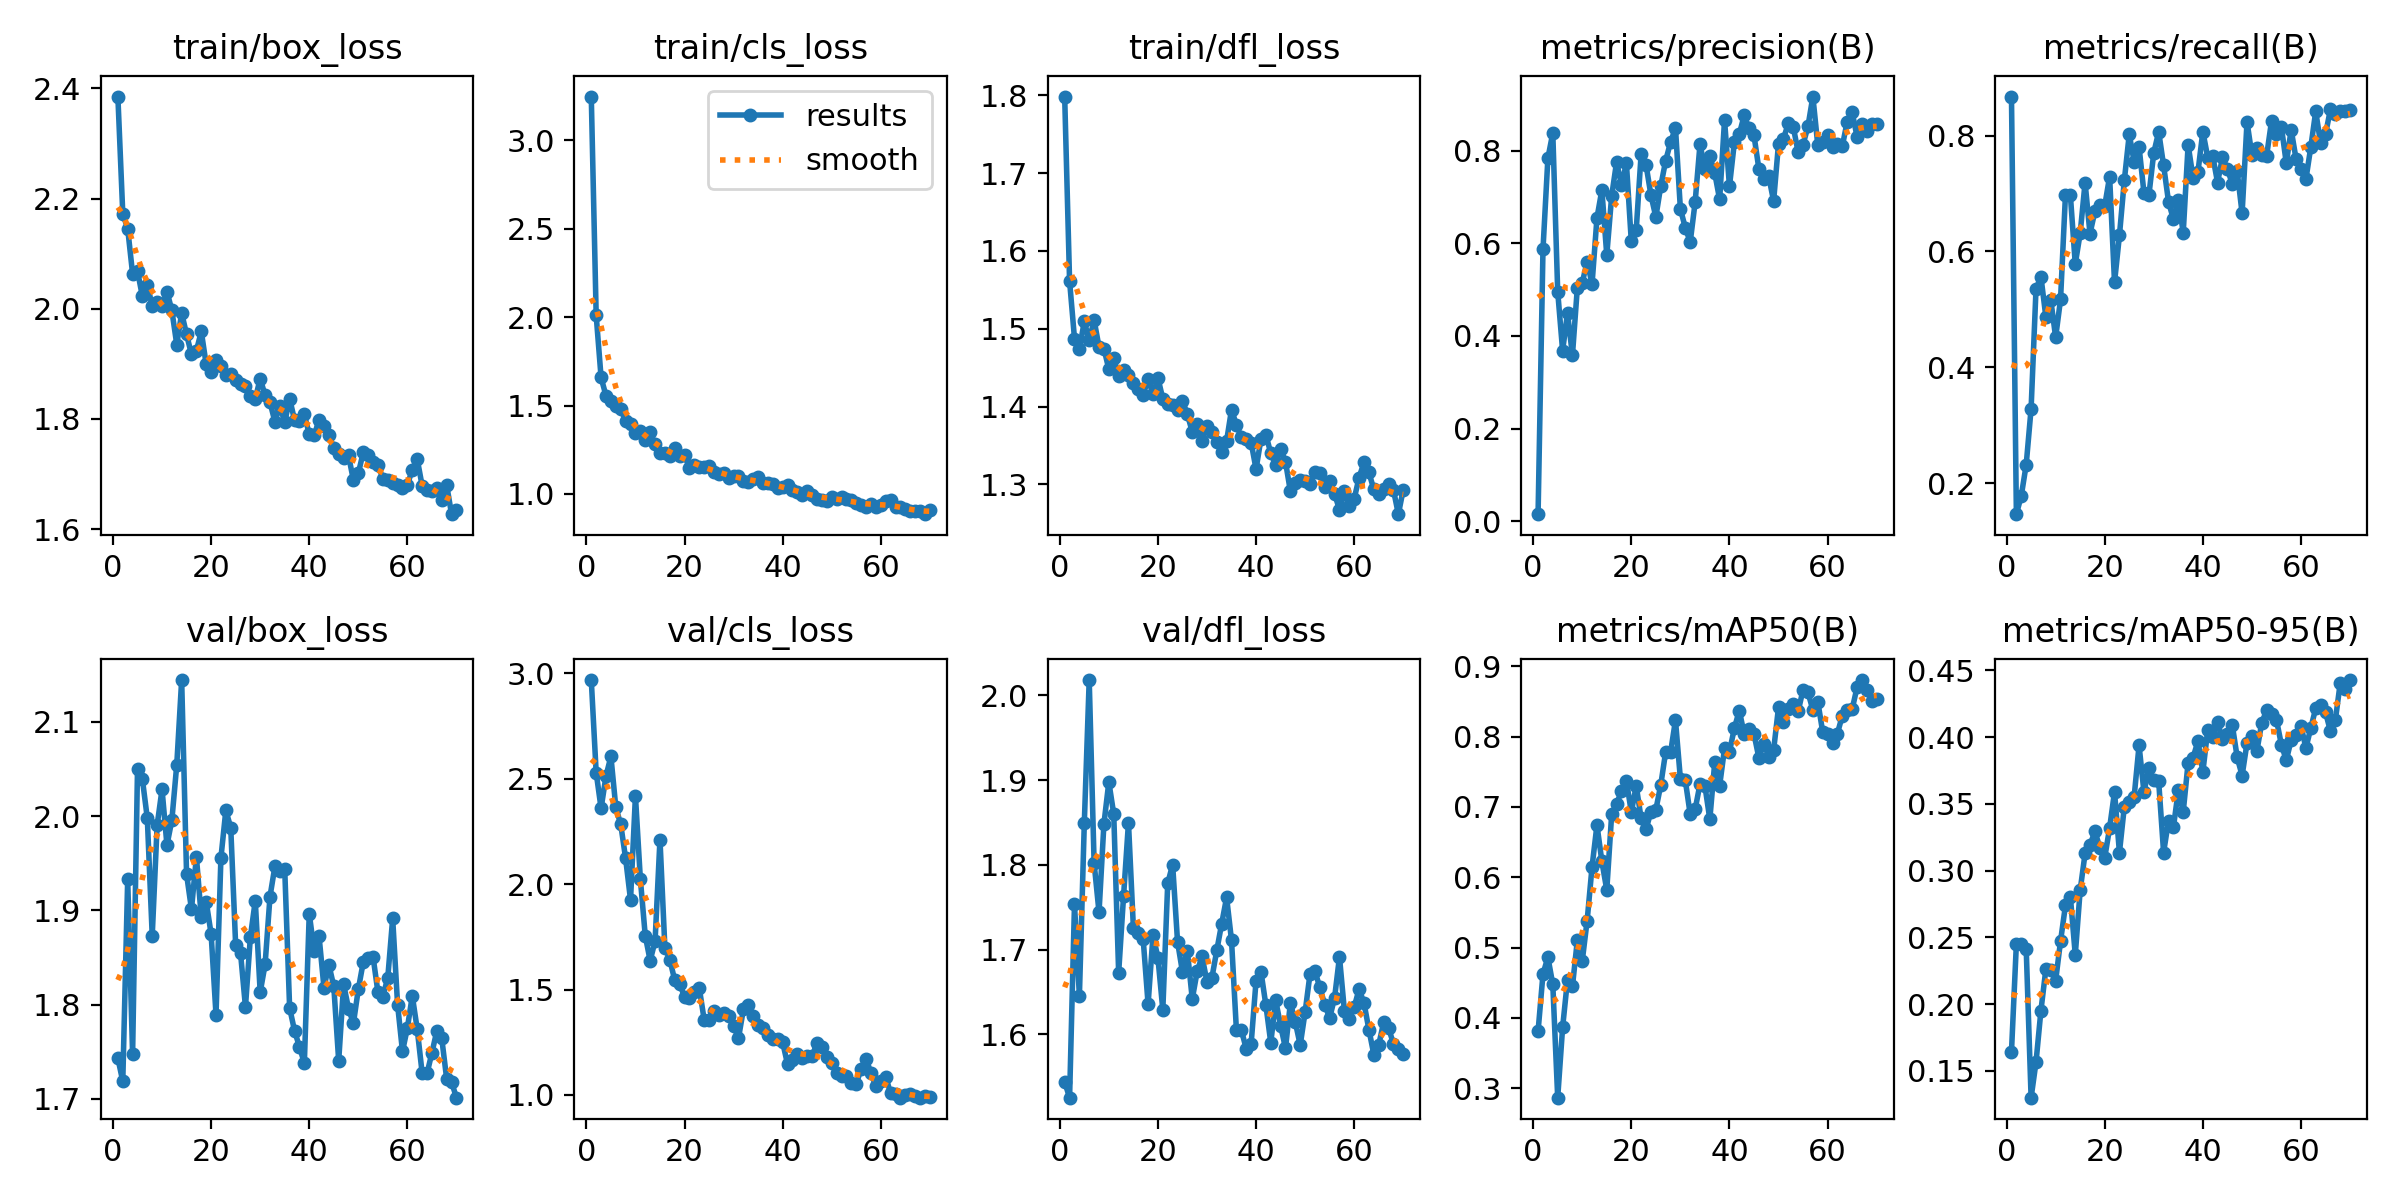 train/box_loss
2.4
2.2
2.0
1.8
1.6
0 20 40 60
train/cls_loss
results
smooth
3.0
2.5
2.0
1.5
1.0
0 20 40 60
train/dfl_loss
1.8
1.7
1.6
1.5
1.4
1.3
0 20 40 60
metrics/precision(B)
0.8
0.6
0.4
0.2
0.0
0 20 40 60
metrics/recall(B)
0.8
0.6
0.4
0.2
0 20 40 60
val/box_loss
2.1
2.0
1.9
1.8
1.7
0 20 40 60
val/cls_loss
3.0
2.5
2.0
1.5
1.0
0 20 40 60
val/dfl_loss
2.0
1.9
1.8
1.7
1.6
0 20 40 60
metrics/mAP50(B)
0.9
0.8
0.7
0.6
0.5
0.4
0.3
0 20 40 60
metrics/mAP50-95(B)
0.45
0.40
0.35
0.30
0.25
0.20
0.15
0 20 40 60